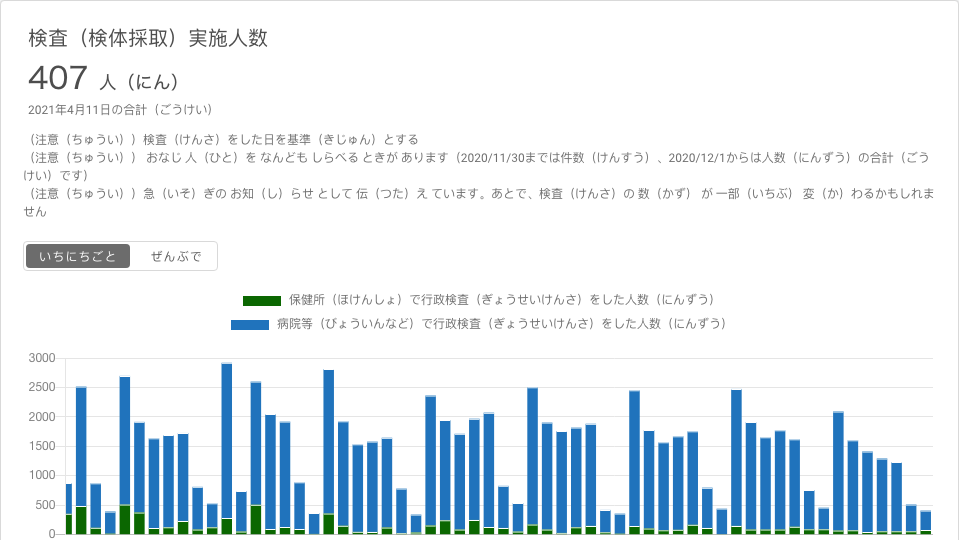 検査（検体採取）実施人数
407 人（にん）
2021年4月11日の合計（ごうけい）
（注意（ちゅうい））検査（けんさ）をした日を基準（きじゅん）とする
（注意（ちゅうい）） おなじ 人（ひと）を なんども しらべる ときが あります（2020/11/30までは件数（けんすう）、2020/12/1からは人数（にんずう）の合計（ごう
けい）です）
（注意（ちゅうい））急（いそ）ぎの お知（し）らせ として 伝（つた）え ています。あとで、検査（けんさ）の 数（かず） が 一部（いちぶ） 変（か）わるかもしれま
せん
いちにちごと ぜんぶで
保健所（ほけんしょ）で行政検査（ぎょうせいけんさ）をした人数（にんずう）
病院等（びょういんなど）で行政検査（ぎょうせいけんさ）をした人数（にんずう）
3000
2500
2000
1500
1000
500
0